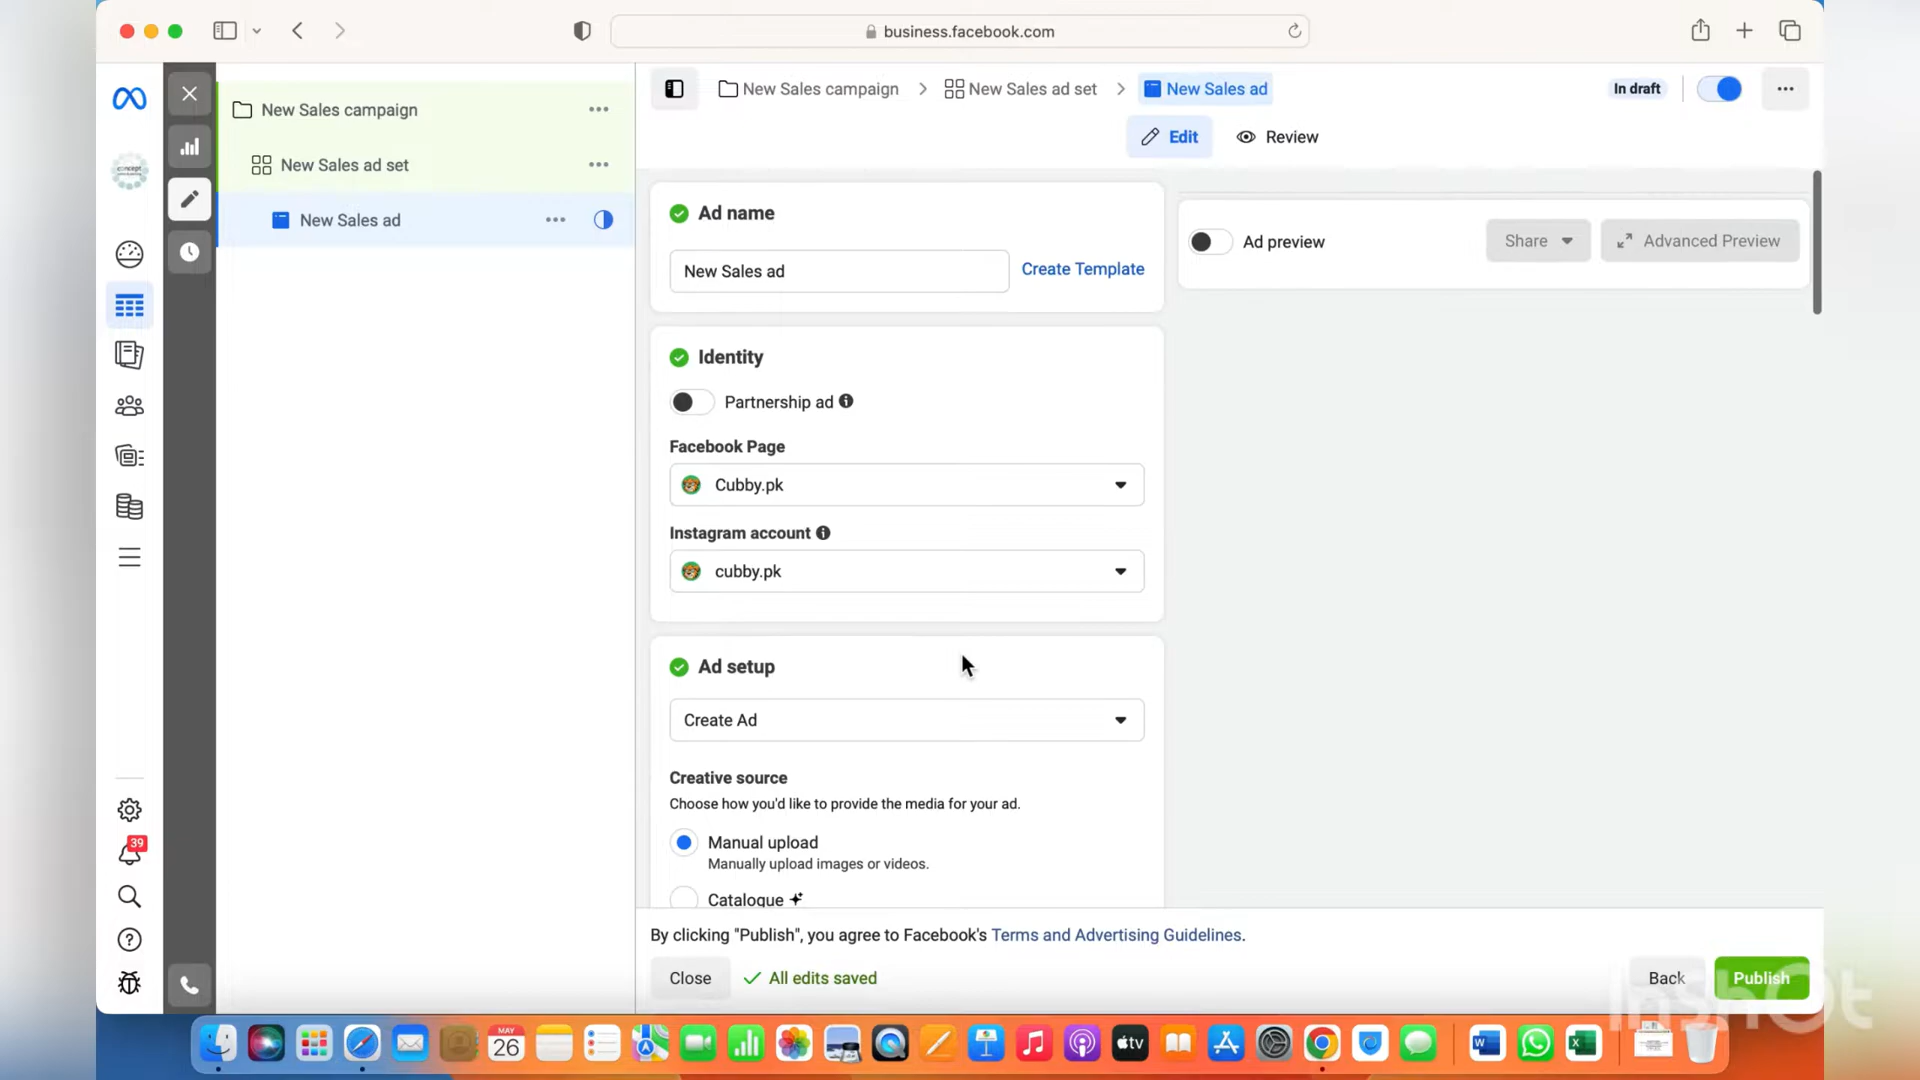 business.facebook.com
New Sales campaign
New Sales ad set
New Sales ad
In draft
Edit
Review
concept
New Sales campaign
New Sales ad set
New Sales ad
Ad name
New Sales ad
Create Template
Ad preview
Share
Advanced Preview
Identity
Partnership ad
Facebook Page
Cubby.pk
Instagram account
cubby.pk
Ad setup
Create Ad
Creative source
Choose how you'd like to provide the media for your ad.
Manual upload
Manually upload images or videos.
Catalogue
39
By clicking "Publish", you agree to Facebook's Terms and Advertising Guidelines.
Close
All edits saved
Back
Publish
InShOt
MAY
26
tv
W
X